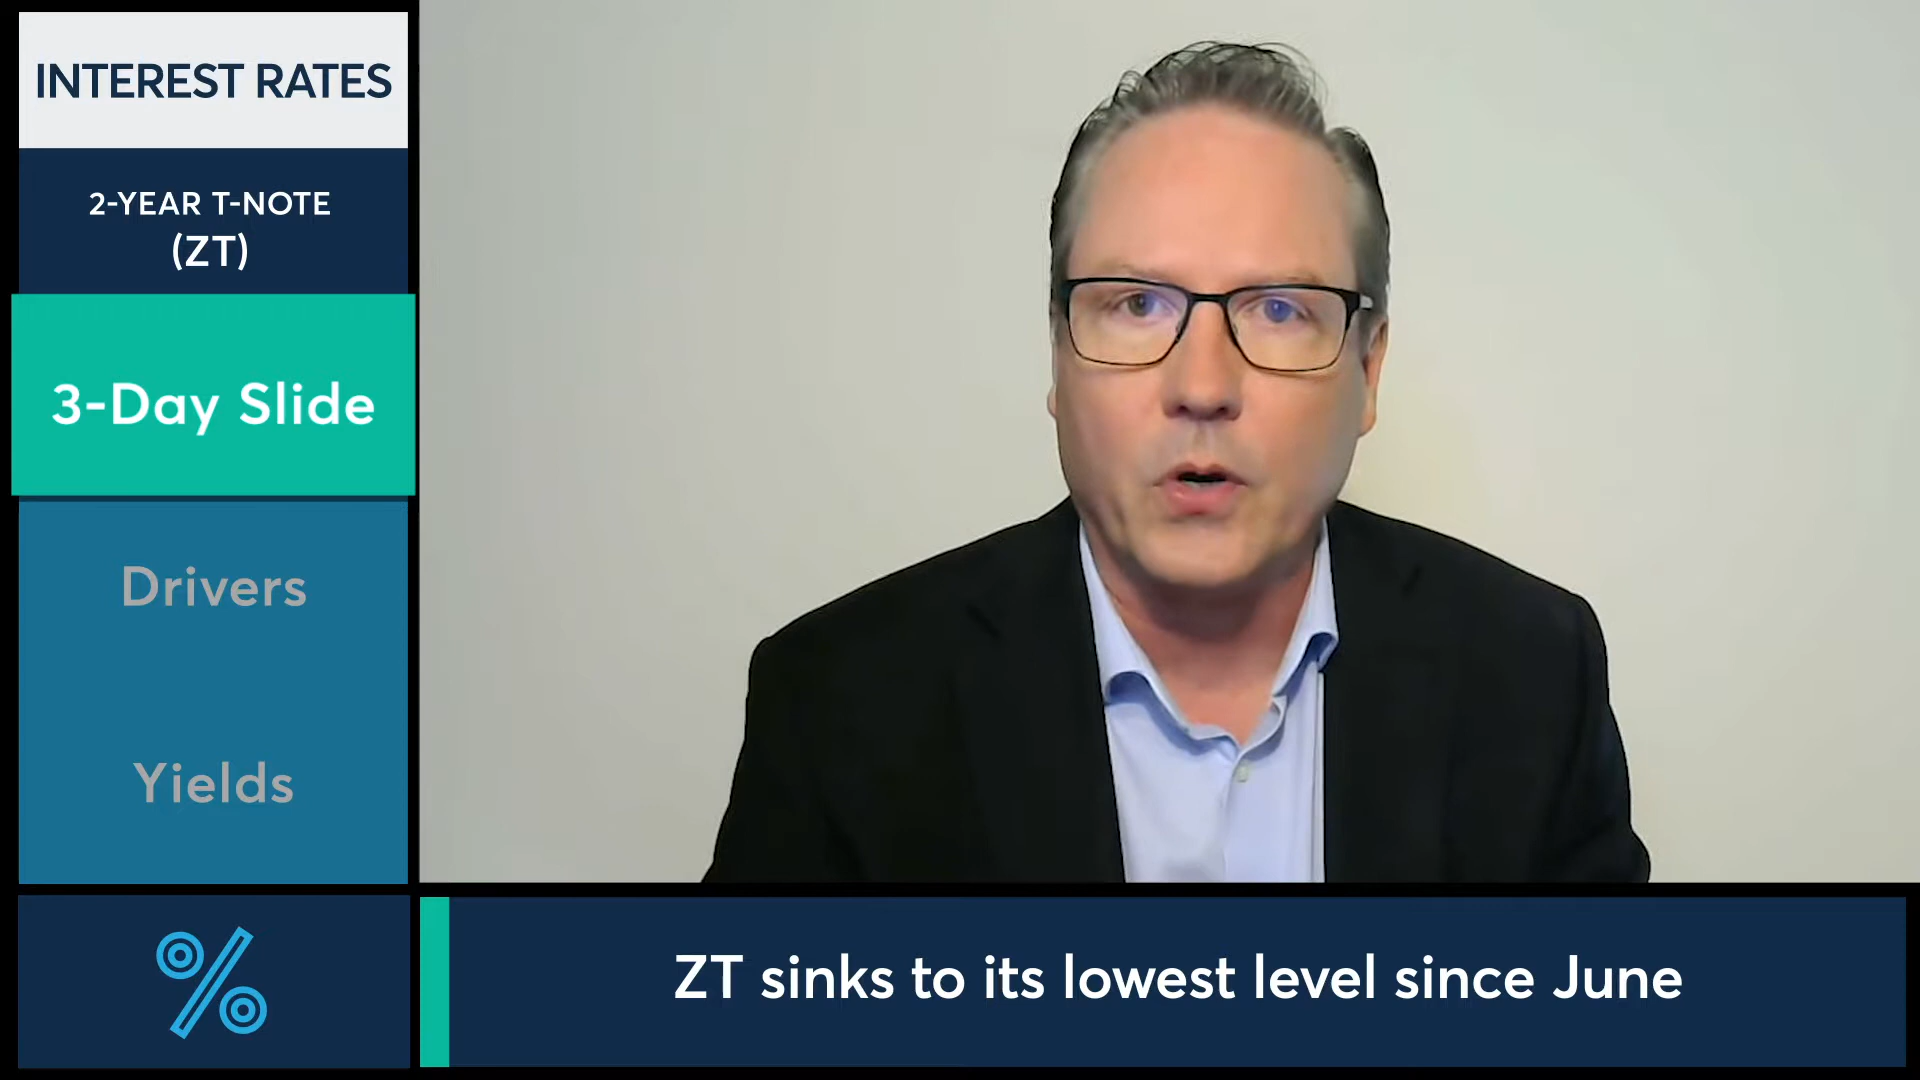 INTEREST RATES
2-YEAR T-NOTE
(ZT)
3-Day Slide
Drivers
Yields
%
ZT sinks to its lowest level since June